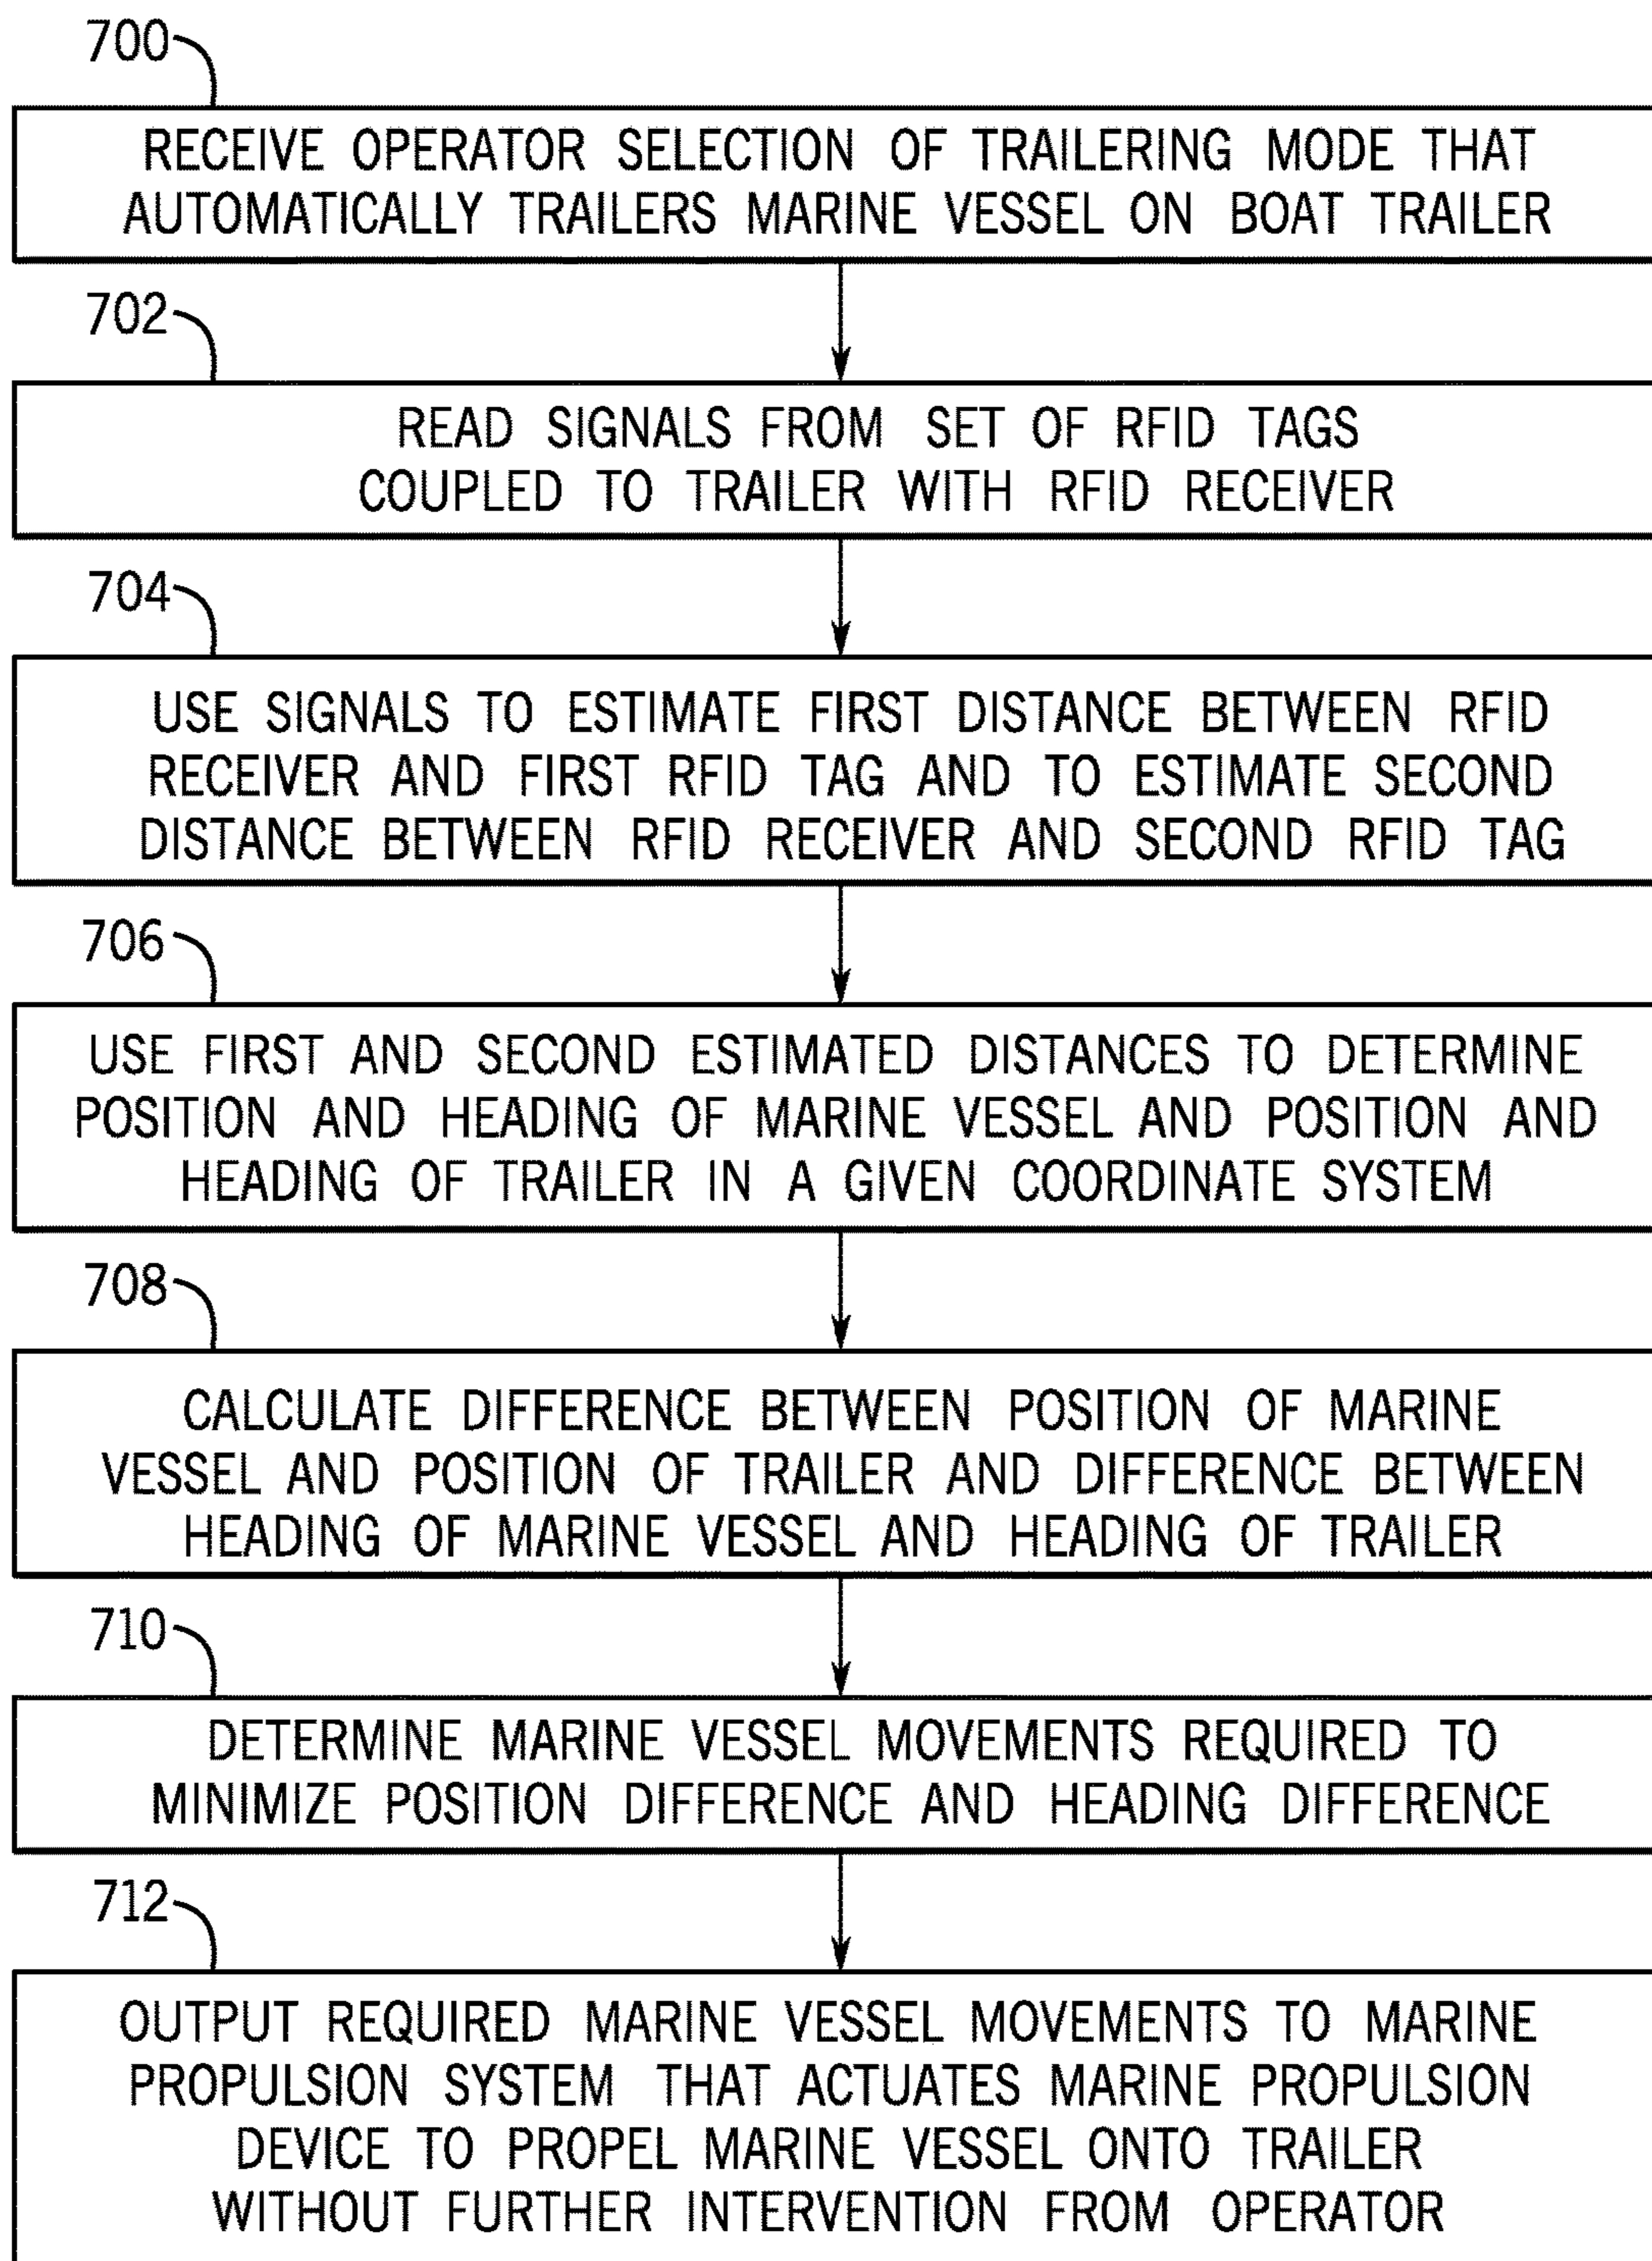 700
RECEIVE OPERATOR SELECTION OF TRAILERING MODE THAT
AUTOMATICALLY TRAILERS MARINE VESSEL ON BOAT TRAILER
702
READ SIGNALS FROM SET OF RFID TAGS
COUPLED TO TRAILER WITH RFID RECEIVER
704
USE SIGNALS TO ESTIMATE FIRST DISTANCE BETWEEN RFID
RECEIVER AND FIRST RFID TAG AND TO ESTIMATE SECOND
DISTANCE BETWEEN RFID RECEIVER AND SECOND RFID TAG
706
USE FIRST AND SECOND ESTIMATED DISTANCES TO DETERMINE
POSITION AND HEADING OF MARINE VESSEL AND POSITION AND
HEADING OF TRAILER IN A GIVEN COORDINATE SYSTEM
708
CALCULATE DIFFERENCE BETWEEN POSITION OF MARINE
VESSEL AND POSITION OF TRAILER AND DIFFERENCE BETWEEN
HEADING OF MARINE VESSEL AND HEADING OF TRAILER
710
DETERMINE MARINE VESSEL MOVEMENTS REQUIRED TO
MINIMIZE POSITION DIFFERENCE AND HEADING DIFFERENCE
712
OUTPUT REQUIRED MARINE VESSEL MOVEMENTS TO MARINE
PROPULSION SYSTEM THAT ACTUATES MARINE PROPULSION
DEVICE TO PROPEL MARINE VESSEL ONTO TRAILER
WITHOUT FURTHER INTERVENTION FROM OPERATOR